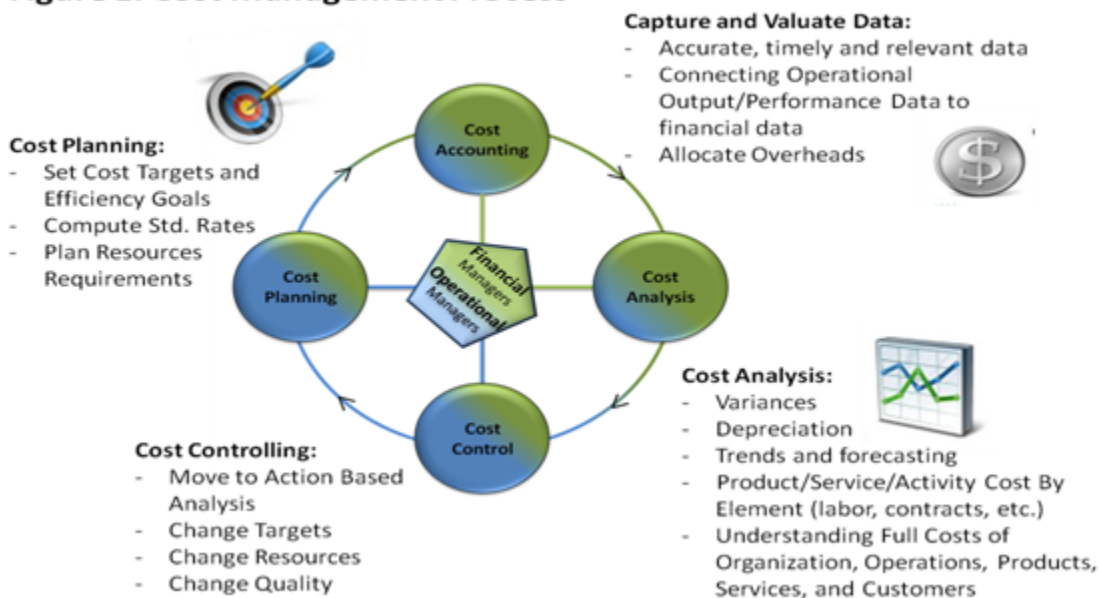 Capture and Valuate Data:
- Accurate, timely and relevant data
- Connecting Operational
Output/Performance Data to
financial data
- Allocate Overheads
Cost Planning:
- Set Cost Targets and
Efficiency Goals
- Compute Std. Rates
- Plan Resources
Requirements
Cost
Accounting
Cost
Planning
Financial
Managers
Operational
Managers
Cost
Analysis
Cost
Control
Cost Analysis:
- Variances
- Depreciation
- Trends and forecasting
- Product/Service/Activity Cost By
Element (labor, contracts, etc.)
- Understanding Full Costs of
Organization, Operations, Products,
Services, and Customers
Cost Controlling:
- Move to Action Based
Analysis
- Change Targets
- Change Resources
- Change Quality
$